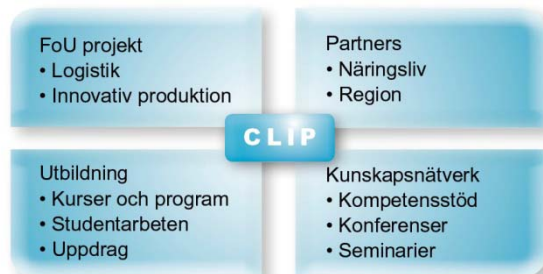 FoU projekt
• Logistik
• Innovativ produktion
Partners
• Näringsliv
• Region
CLIP
Utbildning
• Kurser och program
• Studentarbeten
• Uppdrag
Kunskapsnätverk
• Kompetensstöd
• Konferenser
• Seminarier